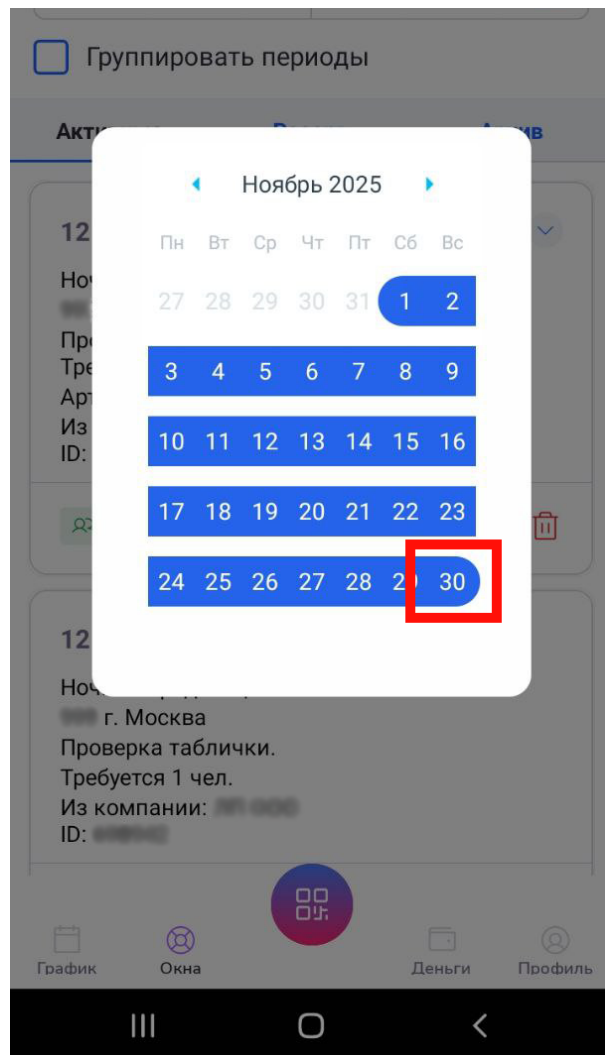 Группировать периоды
Ноябрь 2025
12
Пн Вт Ср Чт Пт Сб Вс
27 28 29 30 31 1 2
3 4 5 6 7 8 9
Из
ID:
10 11 12 13 14 15 16
17 18 19 20 21 22 23
24 25 26 27 28 29 30
12
г. Москва
Проверка таблички.
Требуется 1 чел.
Из компании:
ID:
График Окна Деньги Профиль